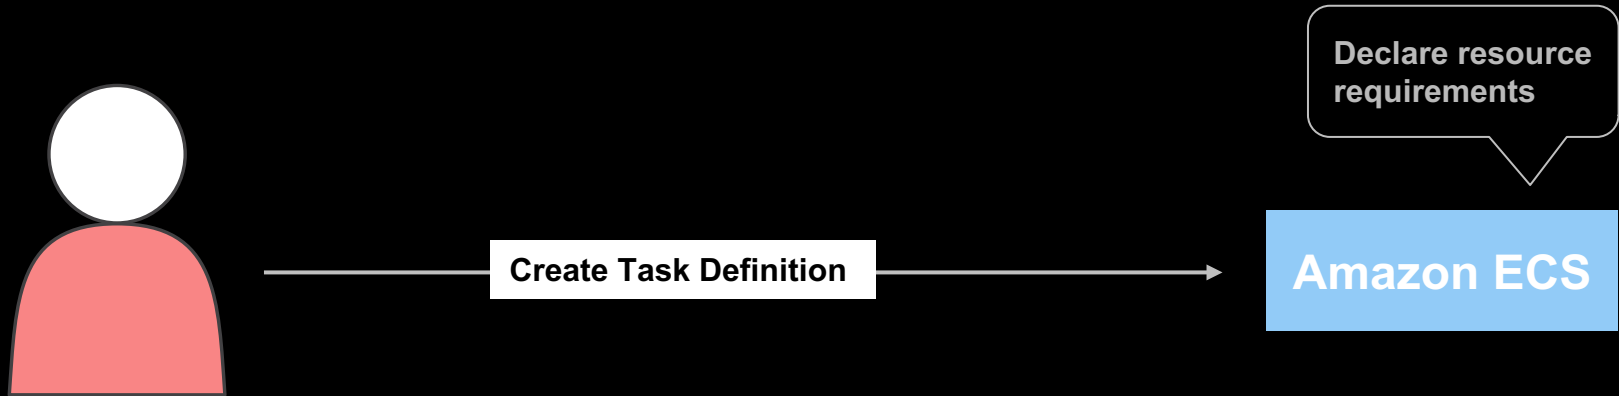 Declare resource
requirements
Create Task Definition
Amazon ECS